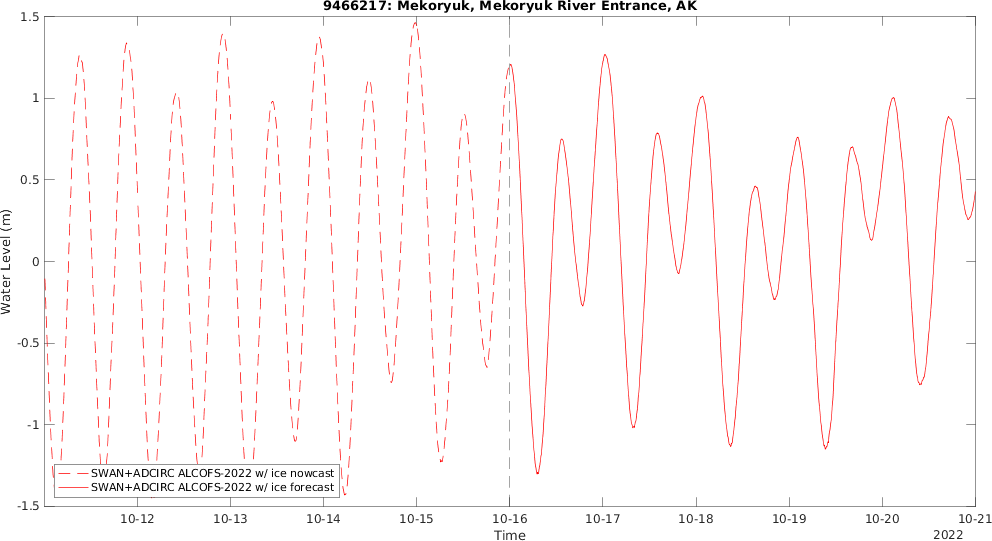 9466217: Mekoryuk, Mekoryuk River Entrance, AK
1.5
1
0.5
0
-0.5
-1
-1.5
Water Level (m)
SWAN+ADCIRC ALCOFS-2022 w/ ice nowcast
SWAN+ADCIRC ALCOFS-2022 w/ ice forecast
10-12 10-13 10-14 10-15 10-16 10-17 10-18 10-19 10-20 10-21
Time
2022